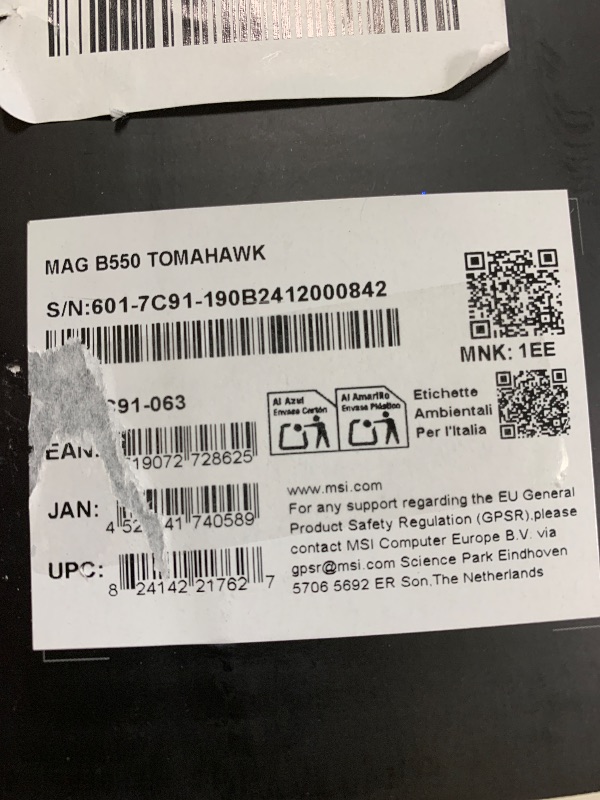 MAG B550 TOMAHAWK
S/N:601-7C91-190B2412000842
MNK: 1EE
C91-063
Al Azul
Envase Cartón
Al Amarillo
Envase Plástico
Etichette
Ambientali
Per l'Italia
EAN:
19072 728625
JAN:
4 52 41 740589
UPC:
8 24142 21762 7
www.msi.com
For any support regarding the EU General
Product Safety Regulation (GPSR),please
contact MSI Computer Europe B.V. via
gpsr@msi.com Science Park Eindhoven
5706 5692 ER Son,The Netherlands